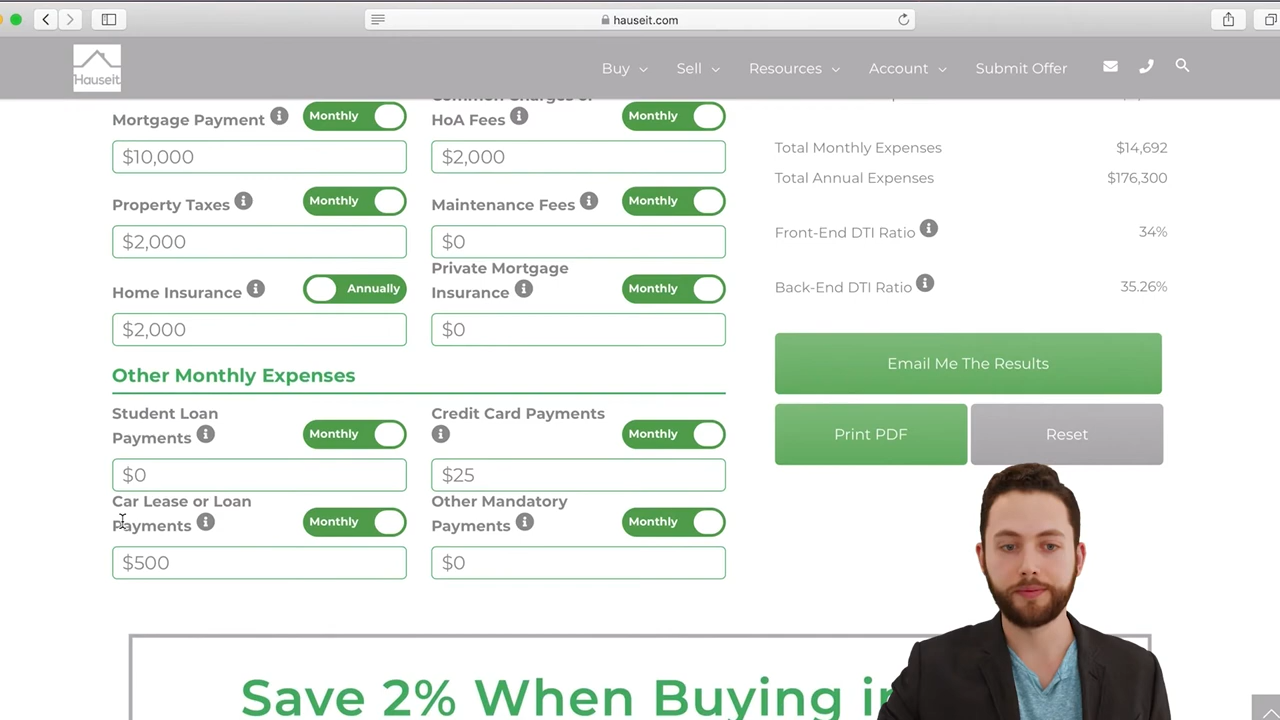 hauseit.com
Hauseit
Buy
Sell
Resources
Account
Submit Offer
Mortgage Payment
Monthly
Common Charges or
HoA Fees
Monthly
$10,000
$2,000
Property Taxes
Monthly
Maintenance Fees
Monthly
$2,000
$0
Home Insurance
Annually
Private Mortgage
Insurance
Monthly
$2,000
$0
Other Monthly Expenses
Student Loan
Payments
Monthly
Credit Card Payments
Monthly
$0
$25
Car Lease or Loan
Payments
Monthly
Other Mandatory
Payments
Monthly
$500
$0
Total Monthly Expenses
$14,692
Total Annual Expenses
$176,300
Front-End DTI Ratio
34%
Back-End DTI Ratio
35.26%
Email Me The Results
Print PDF
Reset
Save 2% When Buying